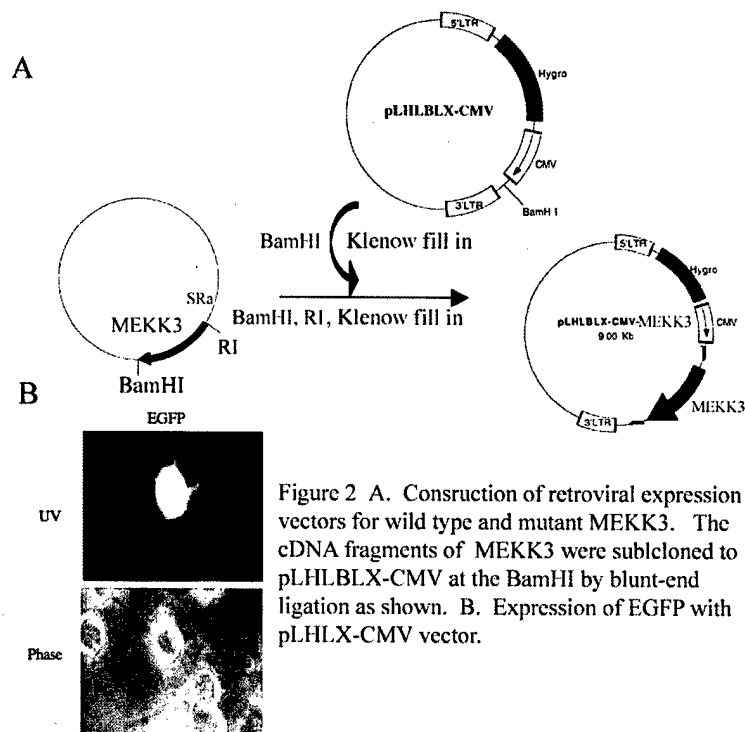 A
5'LTR
Hygro
pLHLBLX-CMV
CMV
3'LTR
BamH I
BamHI Klenow fill in
SRa
MEKK3
RI
BamHI
BamHI, RI, Klenow fill in
5'LTR
Hygro
pLHLBLX-CMV-MEKK3
9.00 Kb
CMV
MEKK3
3'LTR
B
EGFP
UV
Phase
Figure 2 A. Consruction of retroviral expression
vectors for wild type and mutant MEKK3. The
cDNA fragments of MEKK3 were sublcloned to
pLHLBLX-CMV at the BamHI by blunt-end
ligation as shown. B. Expression of EGFP with
pLHLX-CMV vector.